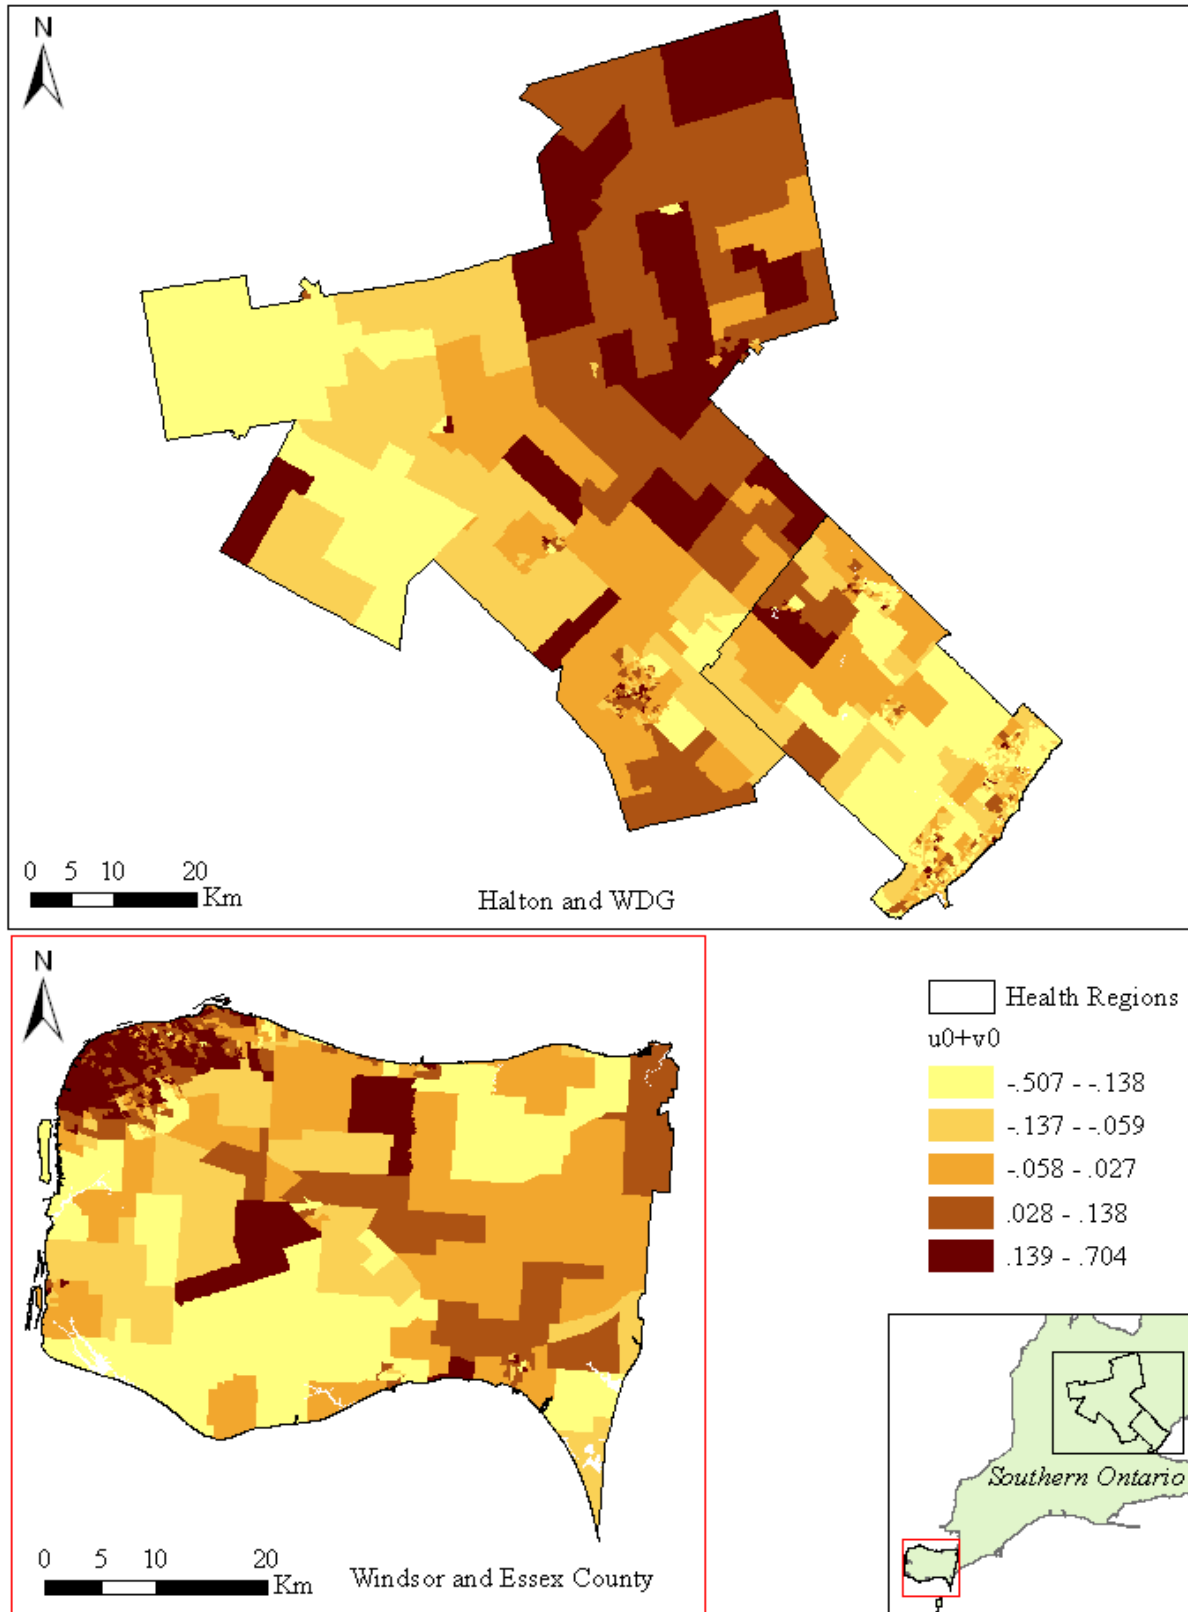 N
0 5 10 20
Km
Halton and WDG
N
0 5 10 20
Km
Windsor and Essex County
Health Regions
u0+v0
-.507 - -.138
-.137 - -.059
-.058 - .027
.028 - .138
.139 - .704
Southern Ontario